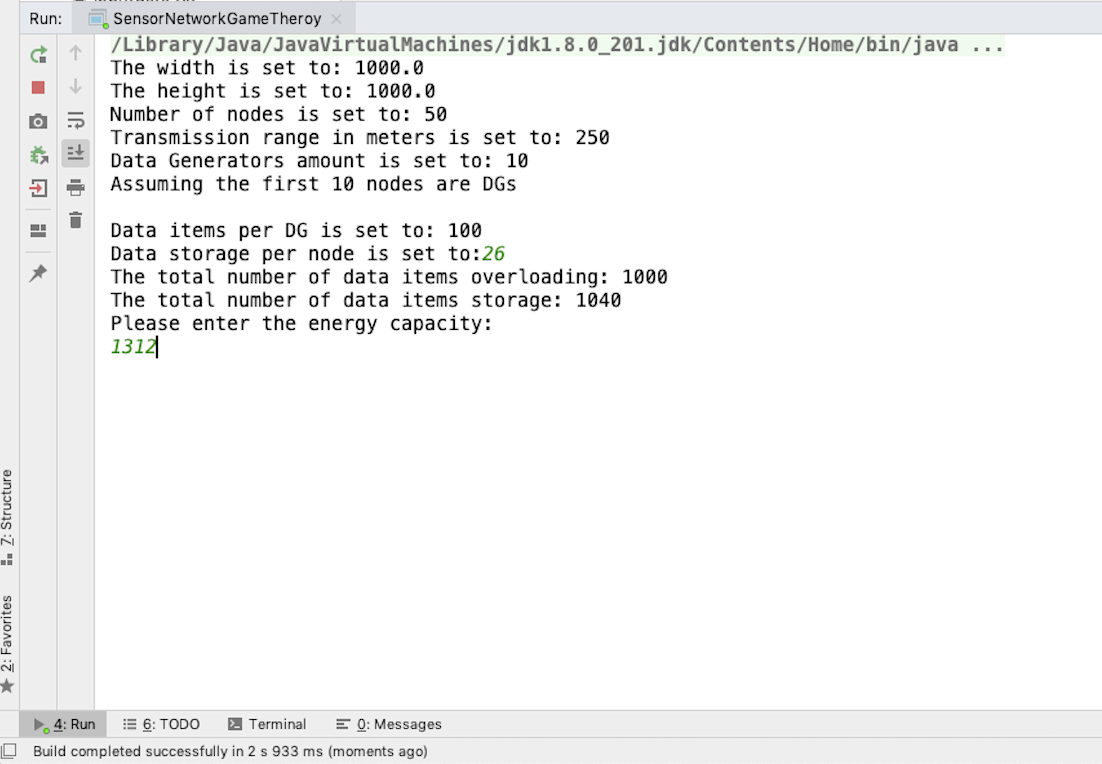 Run: SensorNetworkGameTheroy
/Library/Java/JavaVirtualMachines/jdk1.8.0_201.jdk/Contents/Home/bin/java ...
The width is set to: 1000.0
The height is set to: 1000.0
Number of nodes is set to: 50
Transmission range in meters is set to: 250
Data Generators amount is set to: 10
Assuming the first 10 nodes are DGs
Data items per DG is set to: 100
Data storage per node is set to:26
The total number of data items overloading: 1000
The total number of data items storage: 1040
Please enter the energy capacity:
1312
7: Structure
2: Favorites
4: Run 6: TODO Terminal 0: Messages
Build completed successfully in 2 s 933 ms (moments ago)